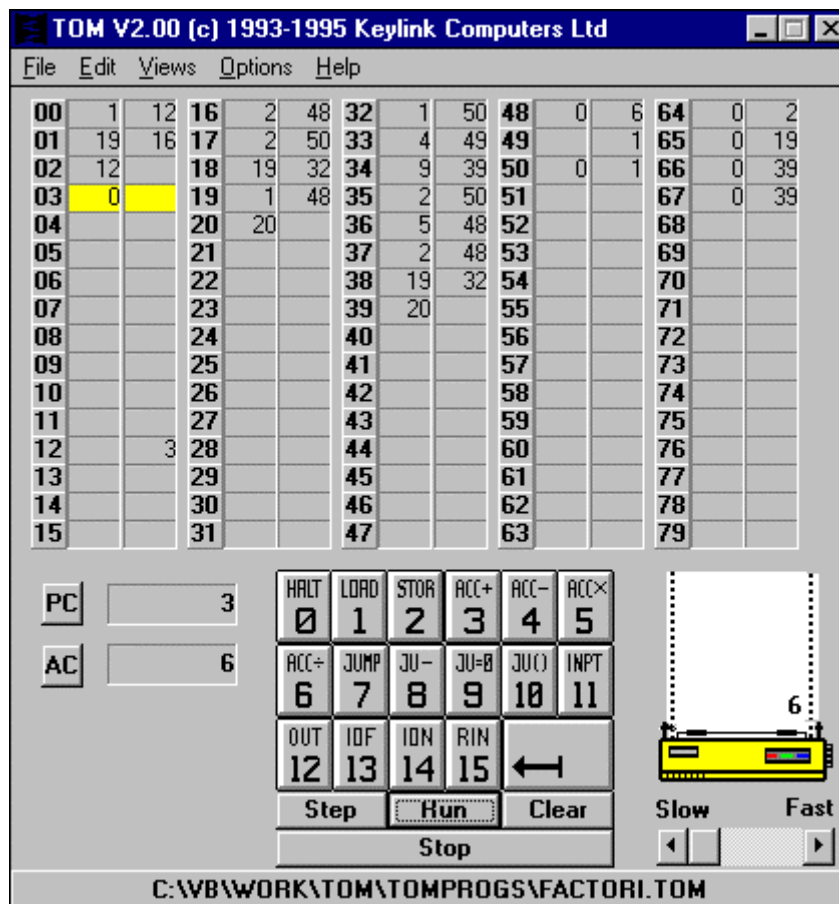 TOM V2.00 (c) 1993-1995 Keylink Computers Ltd
File Edit Views Options Help
00 1 12 16 2 48 32 1 50 48 0 6 64 0 2
01 19 16 17 2 50 33 4 49 49 1 65 0 19
02 12 18 19 32 34 9 39 50 0 1 66 0 39
03 0 19 1 48 35 2 50 51 67 0 39
04 20 20 36 5 48 52 68
05 21 37 2 48 53 69
06 22 38 19 32 54 70
07 23 39 20 55 71
08 24 40 56 72
09 25 41 57 73
10 26 42 58 74
11 27 43 59 75
12 3 28 44 60 76
13 29 45 61 77
14 30 46 62 78
15 31 47 63 79
PC 3
AC 6
HALT LOAD STOR ACC+ ACC- ACC×
0 1 2 3 4 5
ACC÷ JUMP JU- JU=0 JU() INPT
6 7 8 9 10 11
OUT IOF ION RIN
12 13 14 15
Step Run Clear
Stop
6
Slow Fast
C:\VB\WORK\TOM\TOMPROGS\FACTORI.TOM